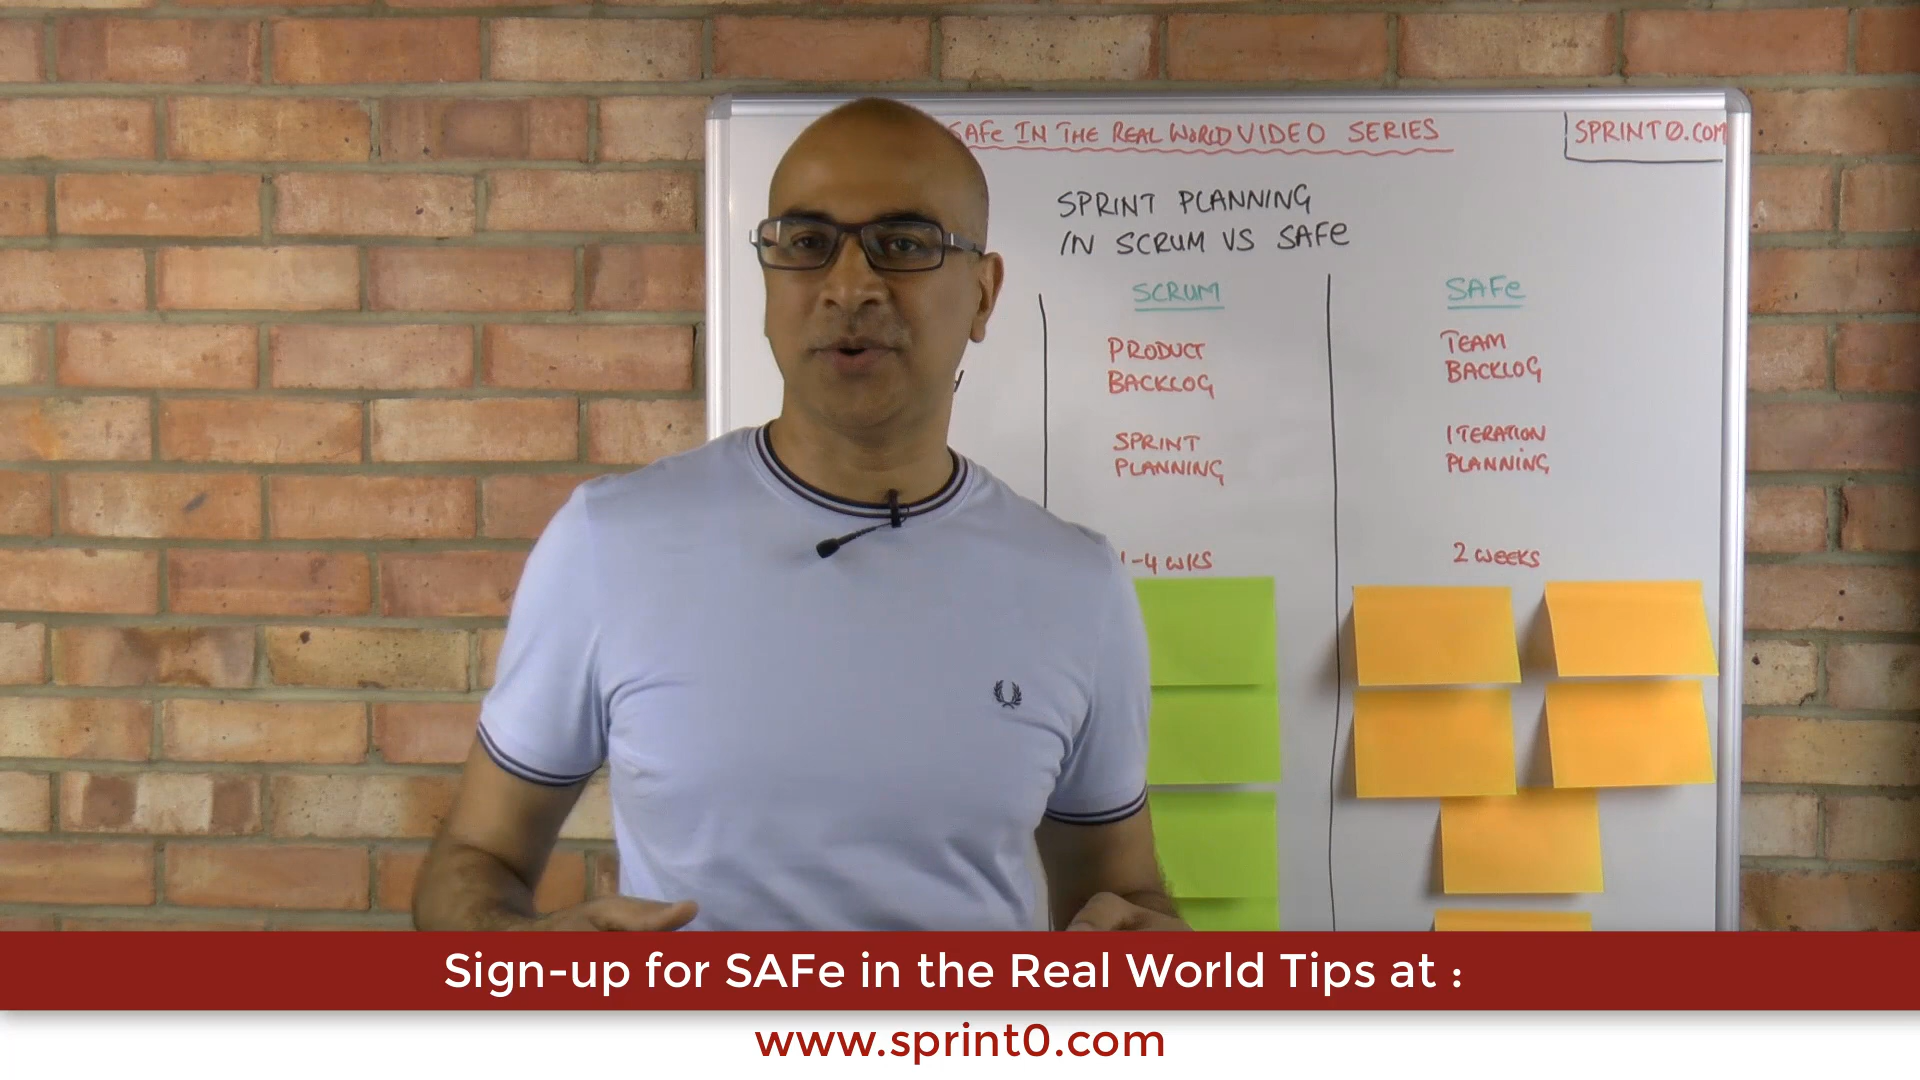 SAFe IN THE REAL WORLD VIDEO SERIES
SPRINT0.COM
SPRINT PLANNING
IN SCRUM VS SAFe
SCRUM
PRODUCT
BACKLOG
SPRINT
PLANNING
1-4 WKS
SAFe
TEAM
BACKLOG
ITERATION
PLANNING
2 WEEKS
Sign-up for SAFe in the Real World Tips at :
www.sprint0.com